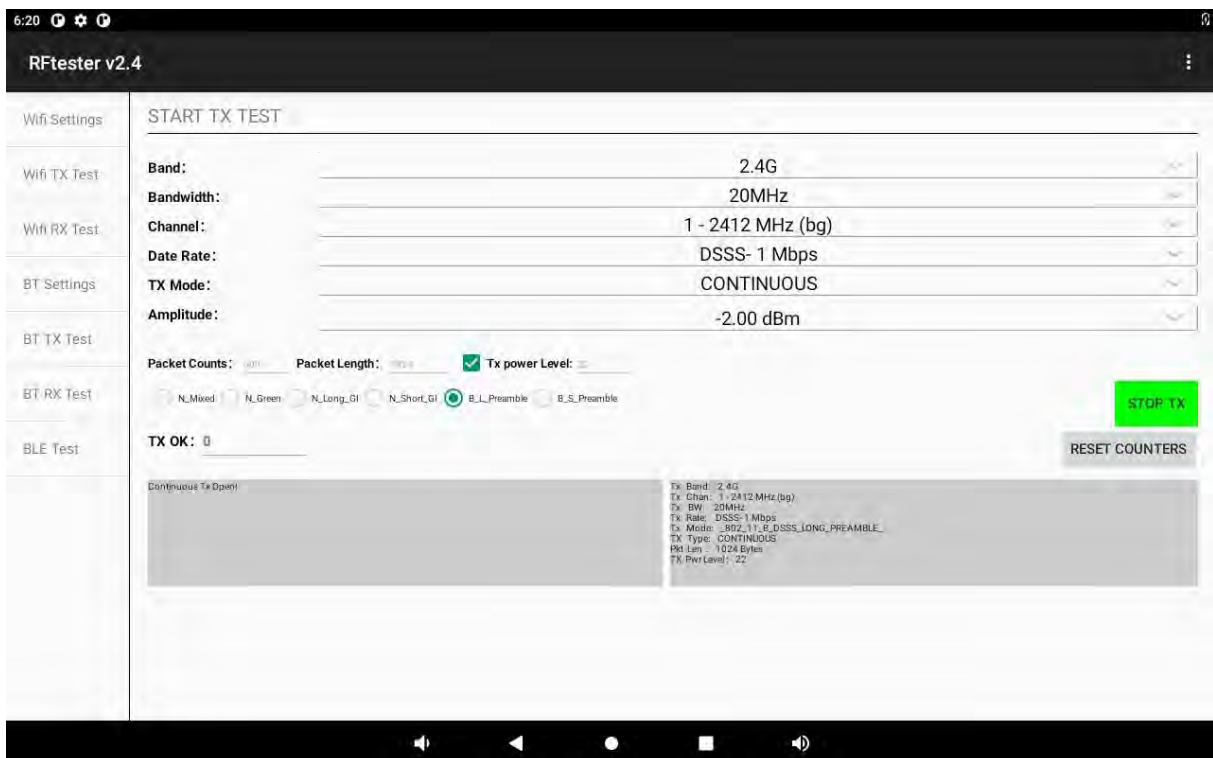 6:20
RFtester v2.4
Wifi Settings
Wifi TX Test
Wifi RX Test
BT Settings
BT TX Test
BT RX Test
BLE Test
START TX TEST
Band: 2.4G
Bandwidth: 20MHz
Channel: 1 - 2412 MHz (bg)
Date Rate: DSSS- 1 Mbps
TX Mode: CONTINUOUS
Amplitude: -2.00 dBm
Packet Counts: Packet Length: Tx power Level:
N_Mixed N_Green N_Long_GI N_Short_GI B_L_Preamble B_S_Preamble
STOP TX
TX OK: 0
RESET COUNTERS
Continuous Tx Open!
Tx Band: 2.4G
Tx Chan: 1 - 2412 MHz (bg)
Tx BW 20MHz
Tx Rate: DSSS- 1 Mbps
Tx Mode: _802_11_B_DSSS_LONG_PREAMBLE_
TX Type: CONTINUOUS
Pkt Len : 1024 Bytes
TX Pwr Level: 22